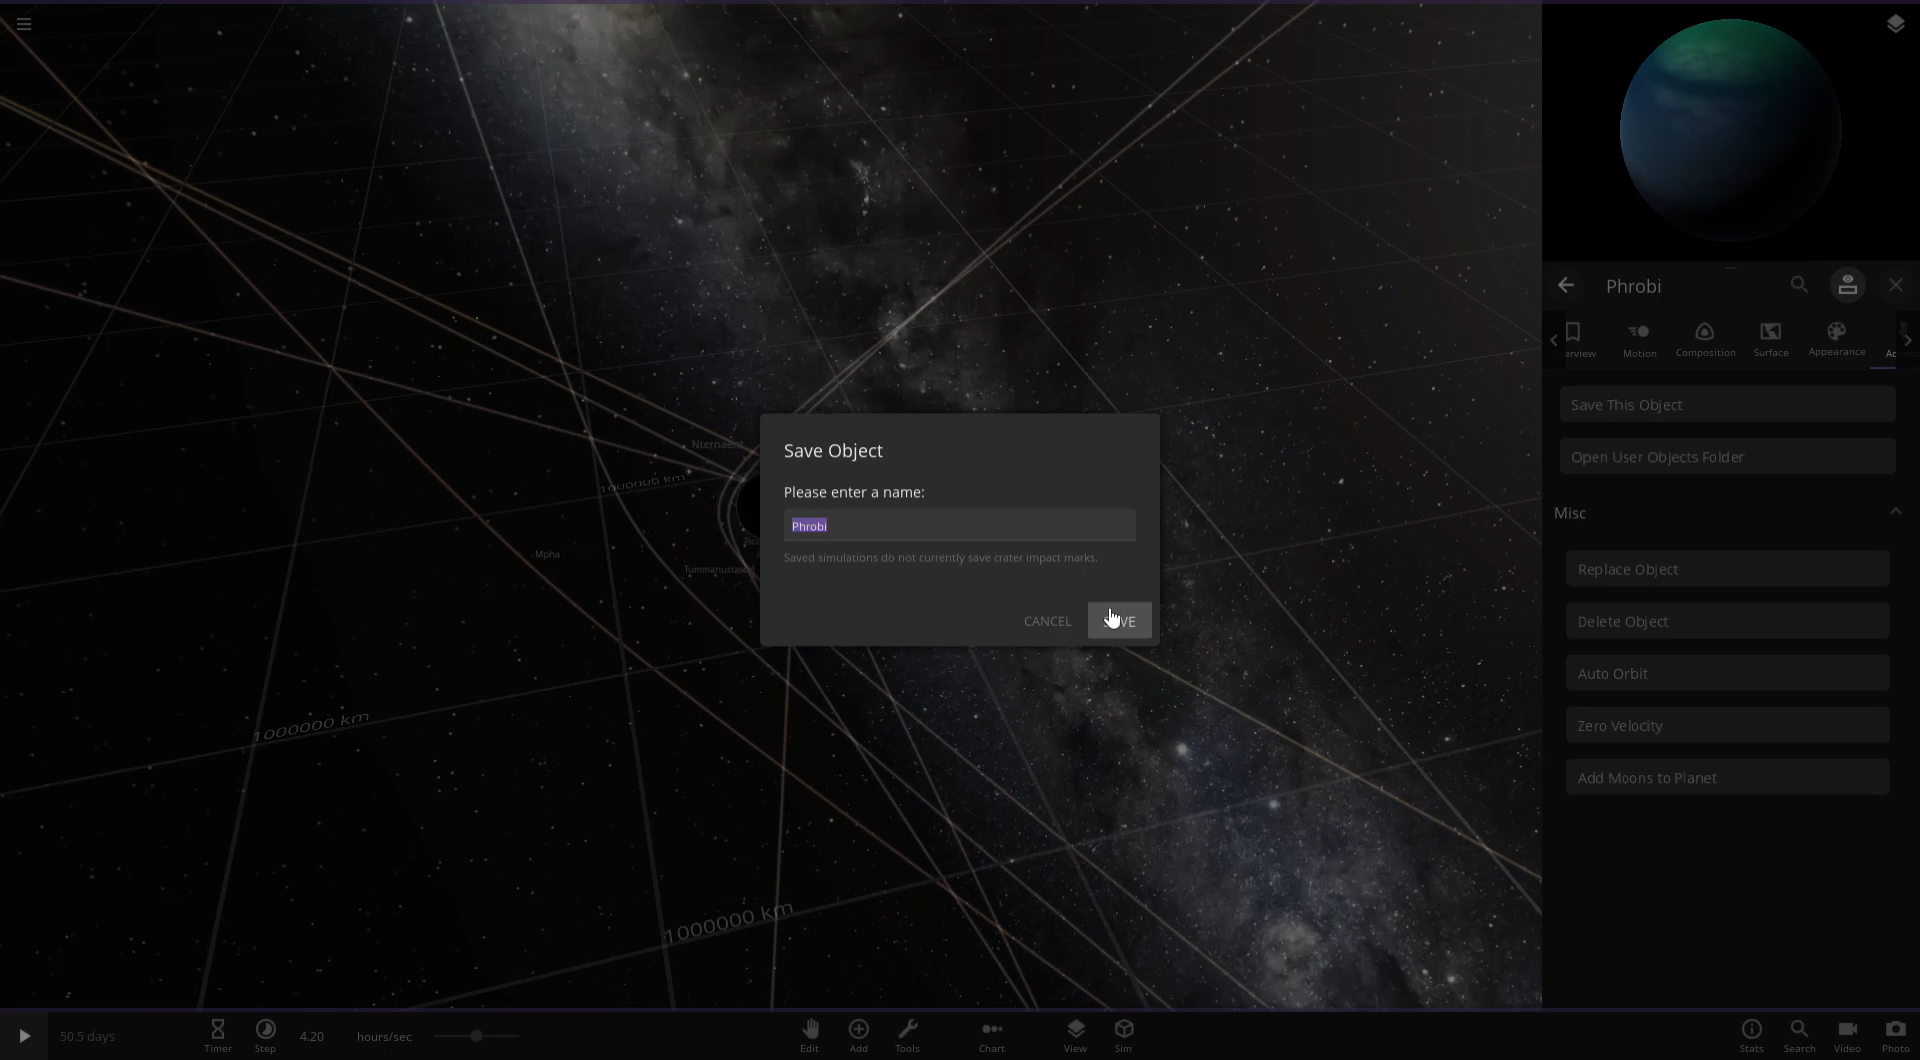 Phrobi
erview
Motion
Composition
Surface
Appearance
Save This Object
Open User Objects Folder
Misc
Replace Object
Delete Object
Auto Orbit
Zero Velocity
Add Moons to Planet
Nternaent
1000000 km
Mpha
1000000 km
1000000 km
Save Object
Please enter a name:
Phrobi
Saved simulations do not currently save crater impact marks.
CANCEL
50.5 days
Timer
Step
4.20
hours/sec
Edit
Add
Tools
Chart
View
Sim
Stats
Search
Video
Photo